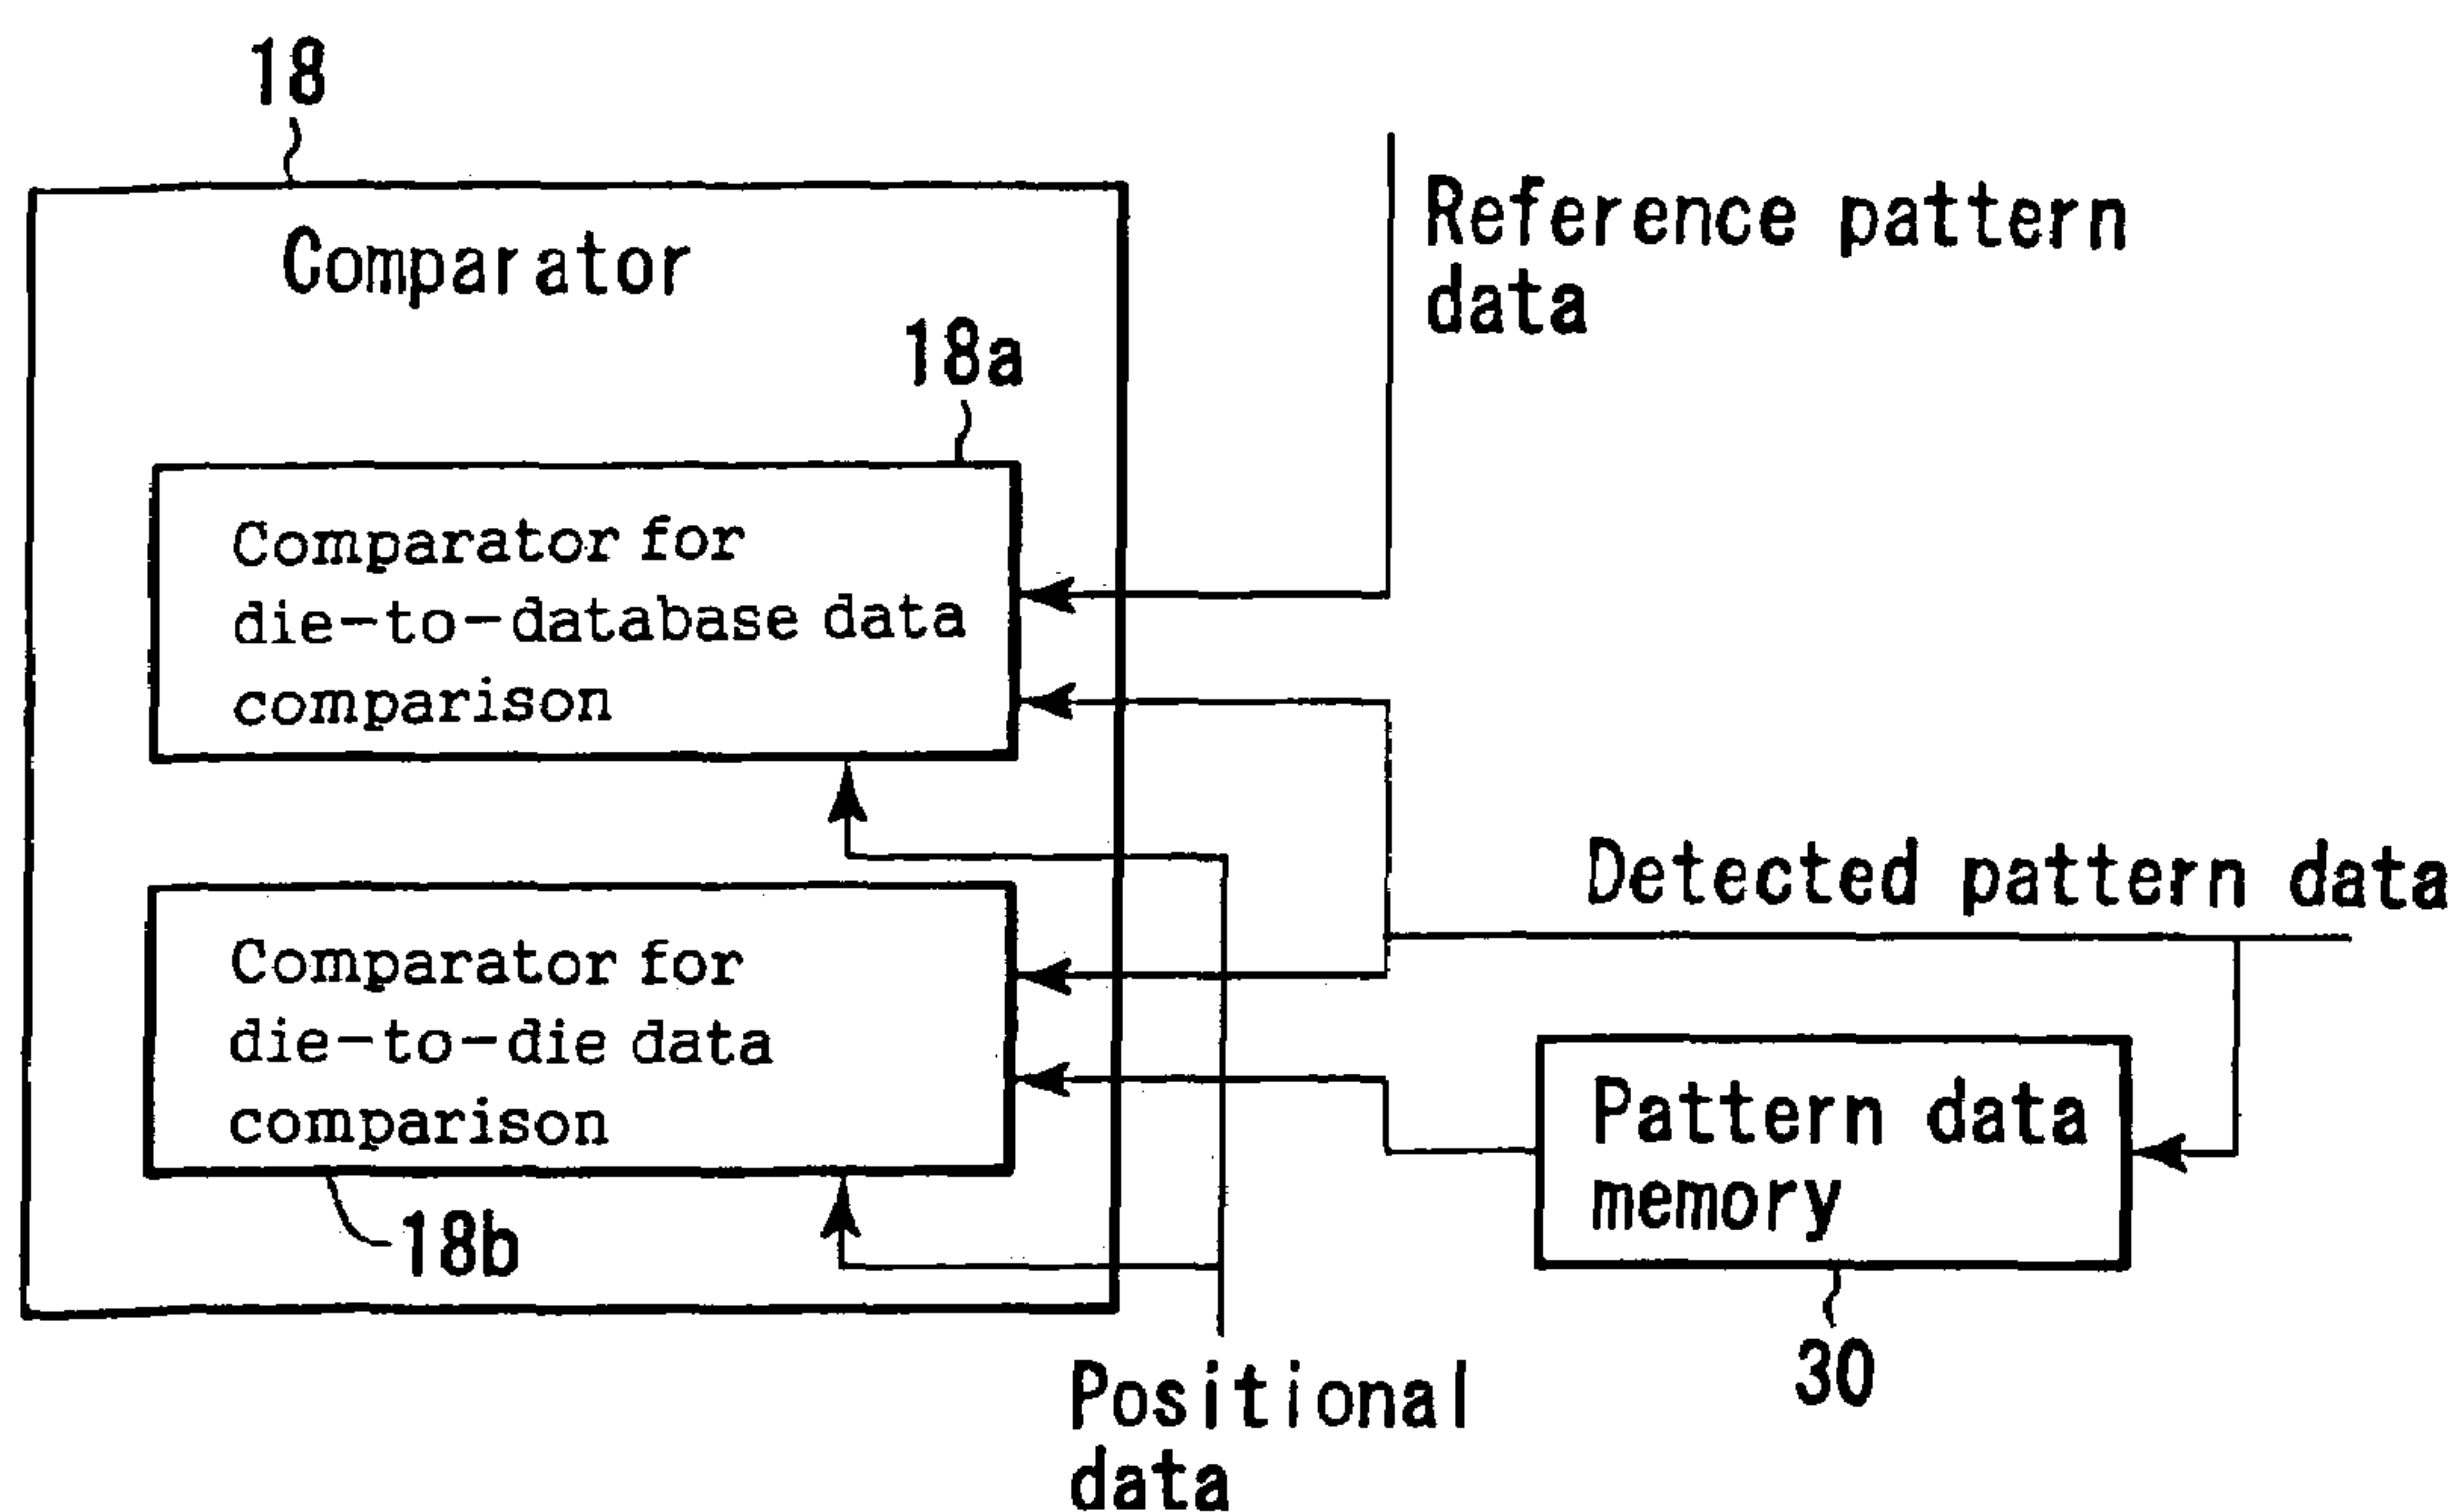 18
Comparator
Reference pattern
data
18a
Comparator for
die-to-database data
comparison
Detected pattern data
Comparator for
die-to-die data
comparison
Pattern data
memory
18b
30
Positional
data